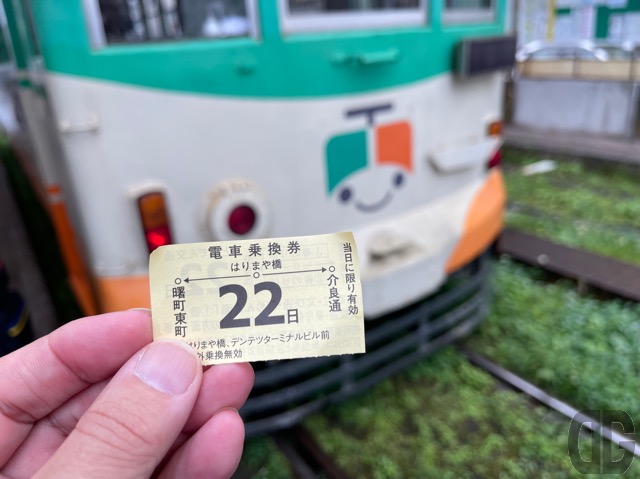 電車乗換券
はりまや橋
曙町東町
介良通
22日
当日に限り有効
はりまや橋、デンテツターミナルビル前
外乗換無効